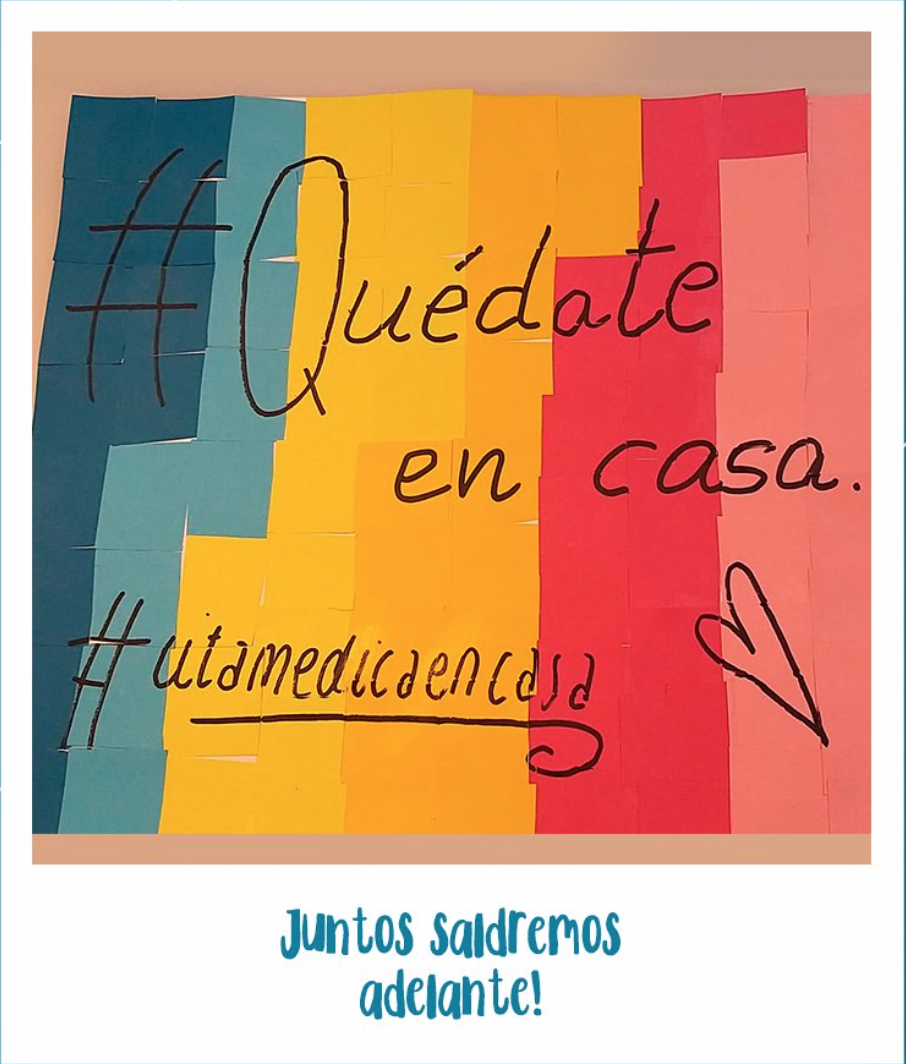 #Quédate
en casa.
#utamedicaencasa
Juntos saldremos
adelante!